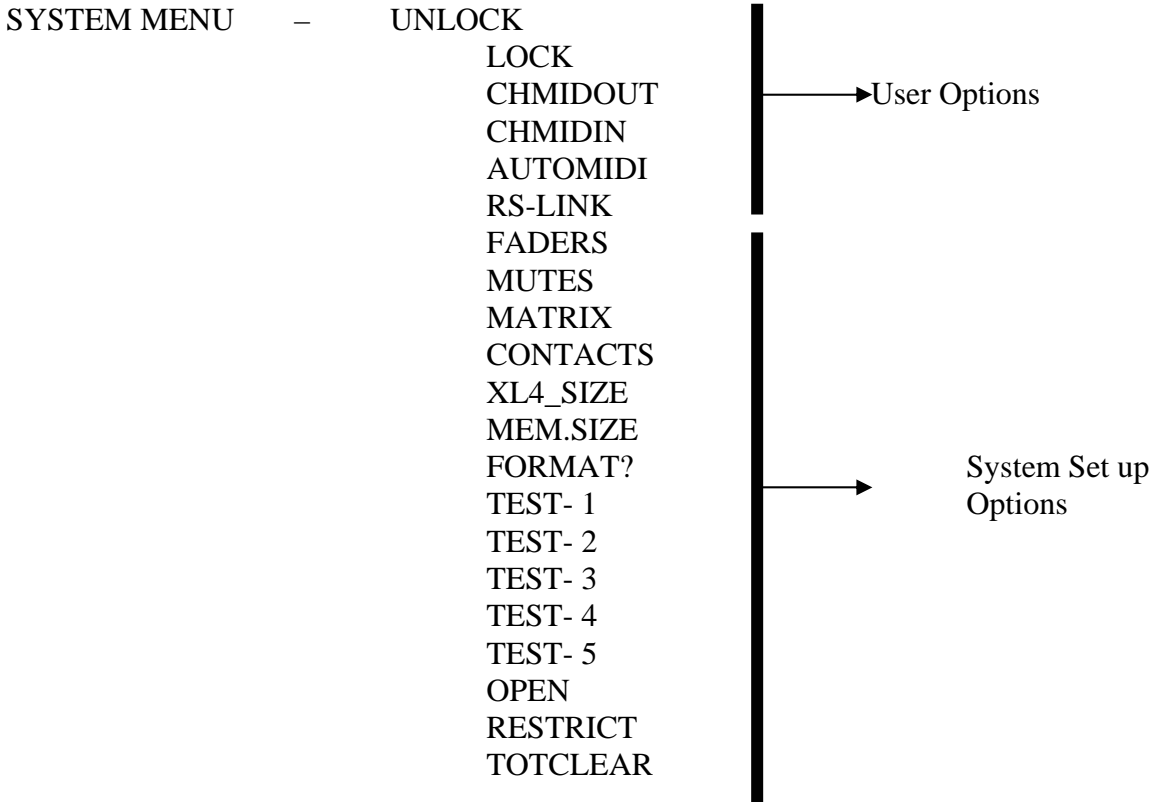 SYSTEM MENU – UNLOCK
LOCK
CHMIDOUT User Options
CHMIDIN
AUTOMIDI
RS-LINK
FADERS
MUTES
MATRIX
CONTACTS
XL4_SIZE
MEM.SIZE
FORMAT? System Set up
TEST- 1 Options
TEST- 2
TEST- 3
TEST- 4
TEST- 5
OPEN
RESTRICT
TOTCLEAR